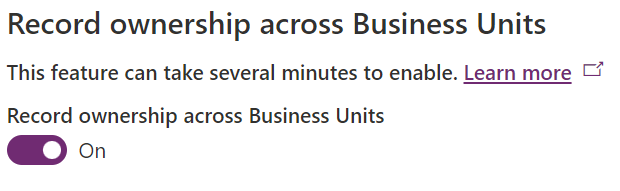 Record ownership across Business Units
This feature can take several minutes to enable. Learn more
Record ownership across Business Units
On